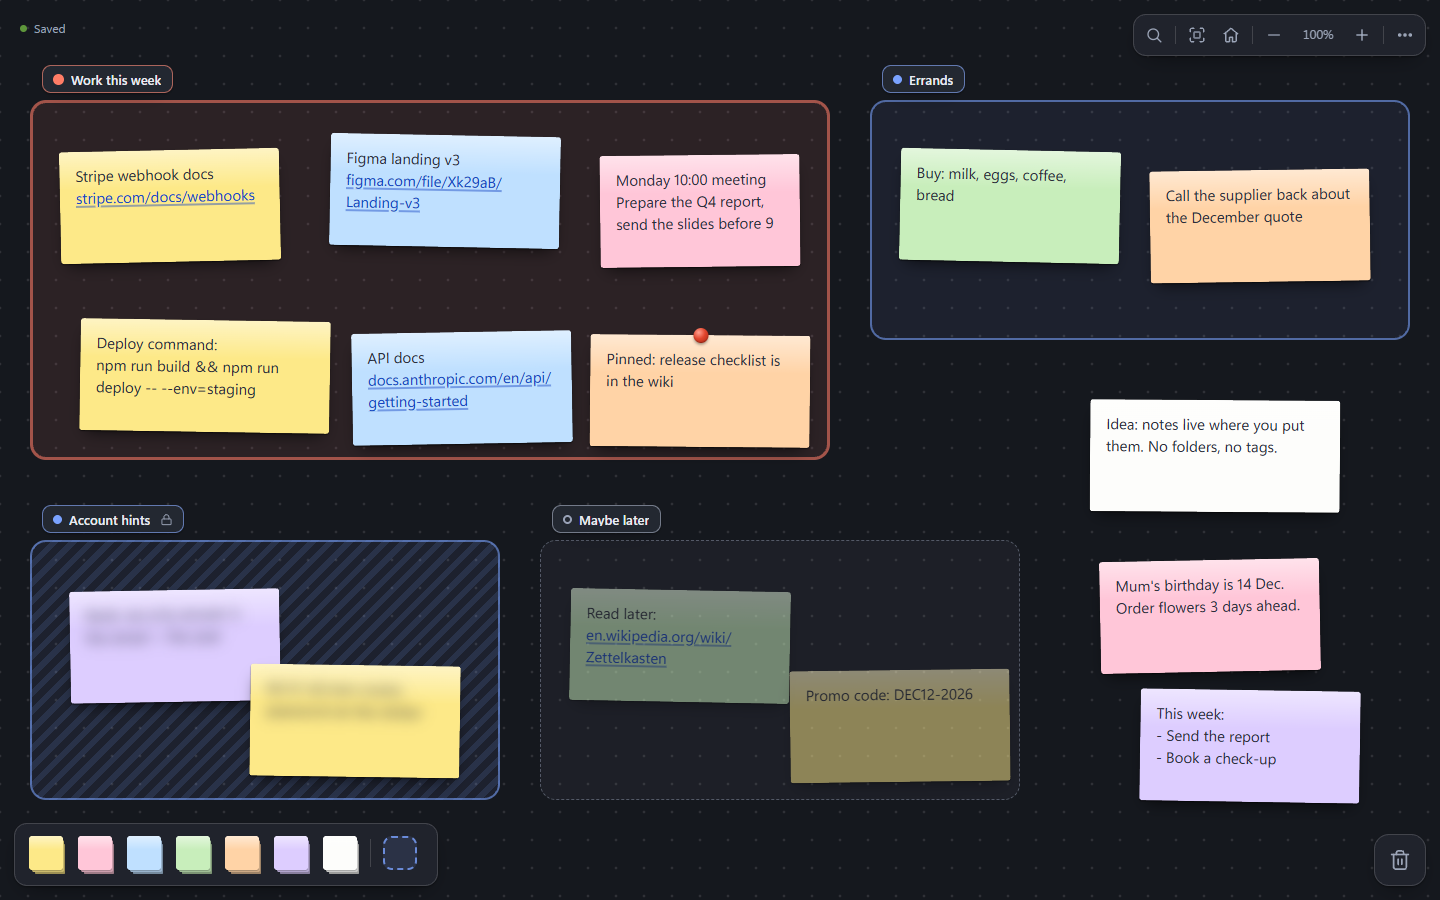 Saved
100%
Work this week
Stripe webhook docs
stripe.com/docs/webhooks
Figma landing v3
figma.com/file/Xk29aB/
Landing-v3
Monday 10:00 meeting
Prepare the Q4 report,
send the slides before 9
Deploy command:
npm run build && npm run
deploy -- --env=staging
API docs
docs.anthropic.com/en/api/
getting-started
Pinned: release checklist is
in the wiki
Errands
Buy: milk, eggs, coffee,
bread
Call the supplier back about
the December quote
Idea: notes live where you put
them. No folders, no tags.
Account hints
Maybe later
Read later:
en.wikipedia.org/wiki/
Zettelkasten
Promo code: DEC12-2026
Mum's birthday is 14 Dec.
Order flowers 3 days ahead.
This week:
- Send the report
- Book a check-up